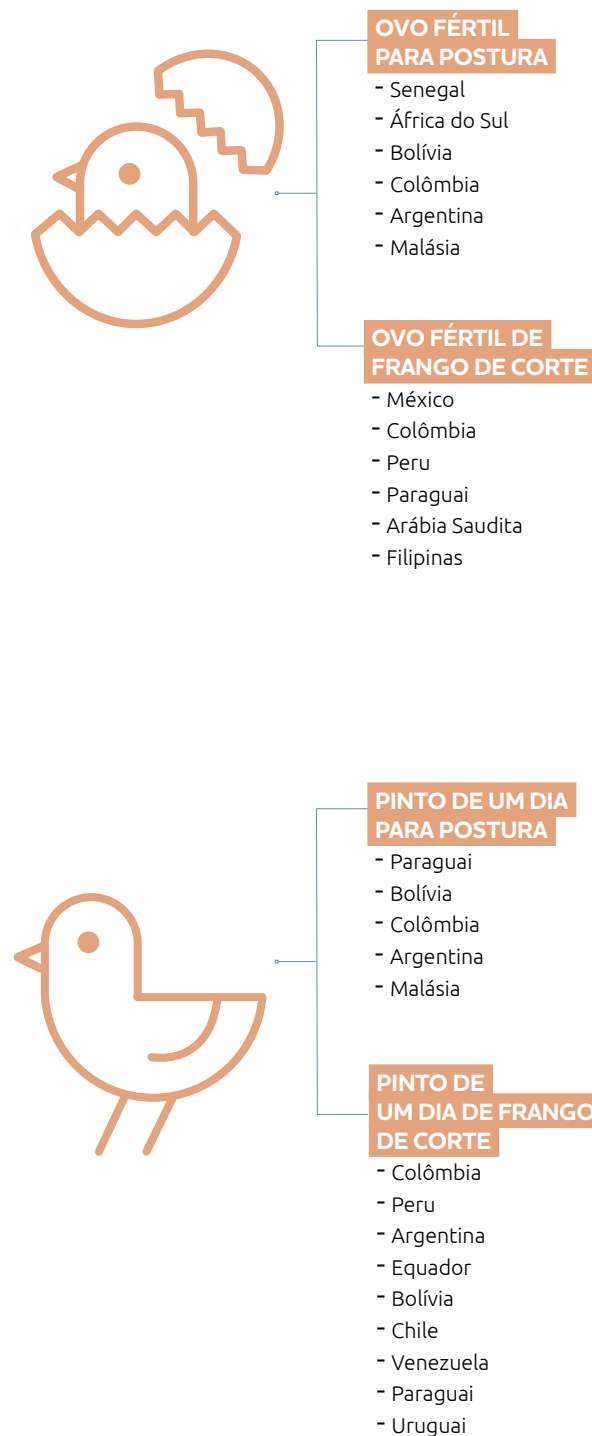 OVO FÉRTIL
PARA POSTURA
- Senegal
- África do Sul
- Bolívia
- Colômbia
- Argentina
- Malásia
OVO FÉRTIL DE
FRANGO DE CORTE
- México
- Colômbia
- Peru
- Paraguai
- Arábia Saudita
- Filipinas
PINTO DE UM DIA
PARA POSTURA
- Paraguai
- Bolívia
- Colômbia
- Argentina
- Malásia
PINTO DE
UM DIA DE FRANGO
DE CORTE
- Colômbia
- Peru
- Argentina
- Equador
- Bolívia
- Chile
- Venezuela
- Paraguai
- Uruguai